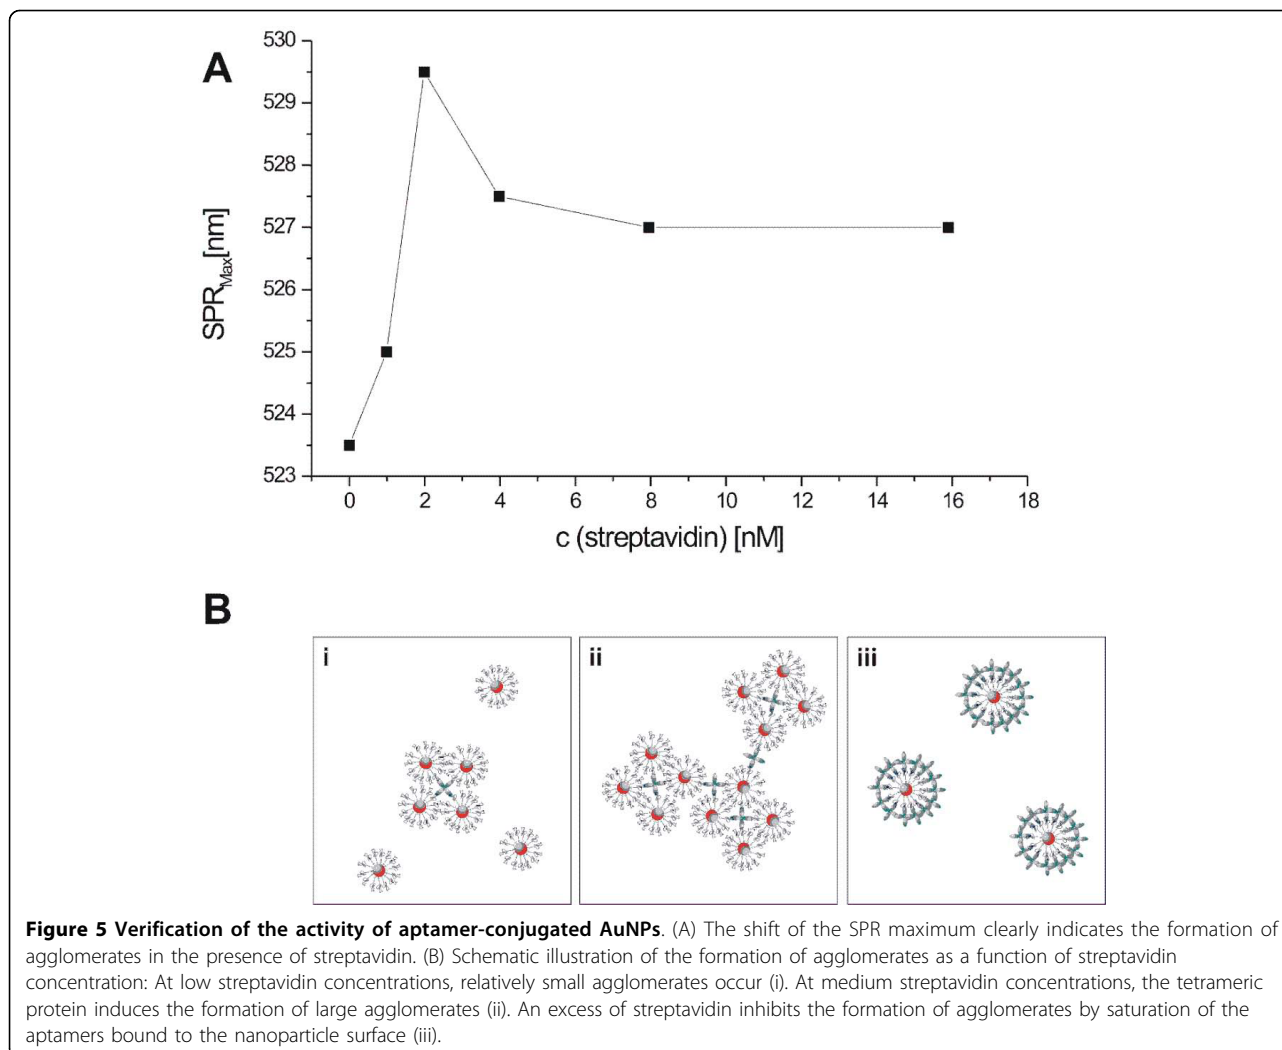 A
530
529
528
527
526
525
524
523
SPR_Max[nm]
0 2 4 6 8 10 12 14 16 18
c (streptavidin) [nM]
B
i ii iii
Figure 5 Verification of the activity of aptamer-conjugated AuNPs. (A) The shift of the SPR maximum clearly indicates the formation of
agglomerates in the presence of streptavidin. (B) Schematic illustration of the formation of agglomerates as a function of streptavidin
concentration: At low streptavidin concentrations, relatively small agglomerates occur (i). At medium streptavidin concentrations, the tetrameric
protein induces the formation of large agglomerates (ii). An excess of streptavidin inhibits the formation of agglomerates by saturation of the
aptamers bound to the nanoparticle surface (iii).